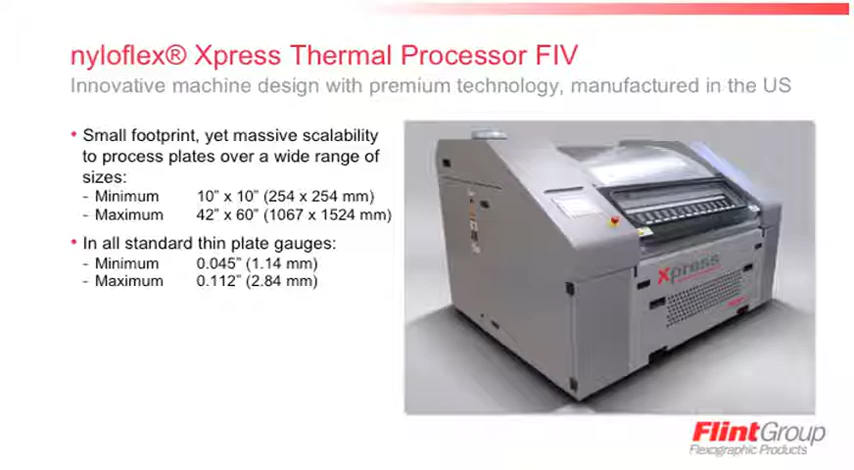 nyloflex® Xpress Thermal Processor FIV
Innovative machine design with premium technology, manufactured in the US
• Small footprint, yet massive scalability
to process plates over a wide range of
sizes:
- Minimum 10” x 10” (254 x 254 mm)
- Maximum 42” x 60” (1067 x 1524 mm)
• In all standard thin plate gauges:
- Minimum 0.045” (1.14 mm)
- Maximum 0.112” (2.84 mm)
Xpress
FlintGroup
Flexographic Products